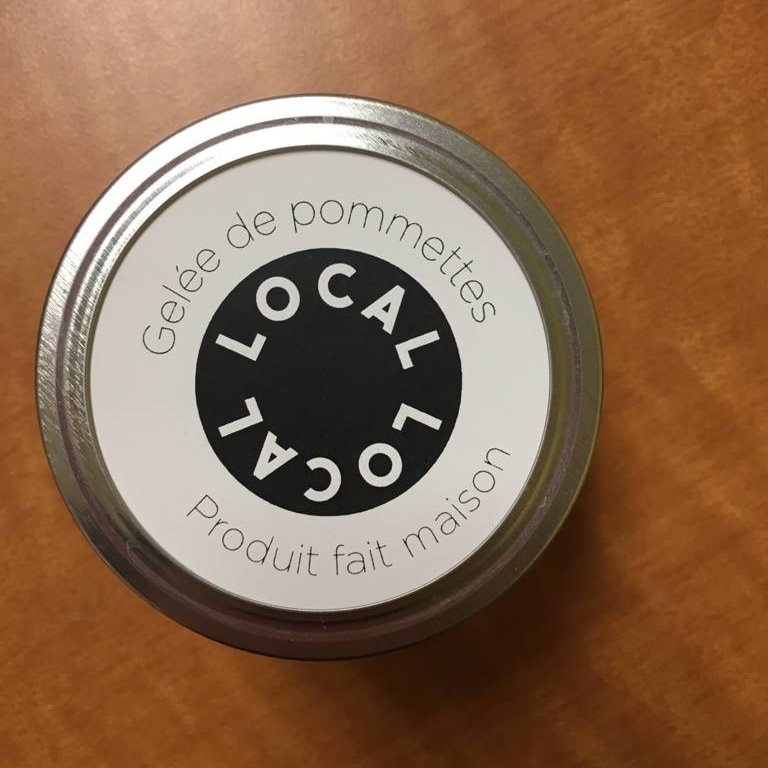 Gelée de pommettes
LOCAL
LOCAL
Produit fait maison